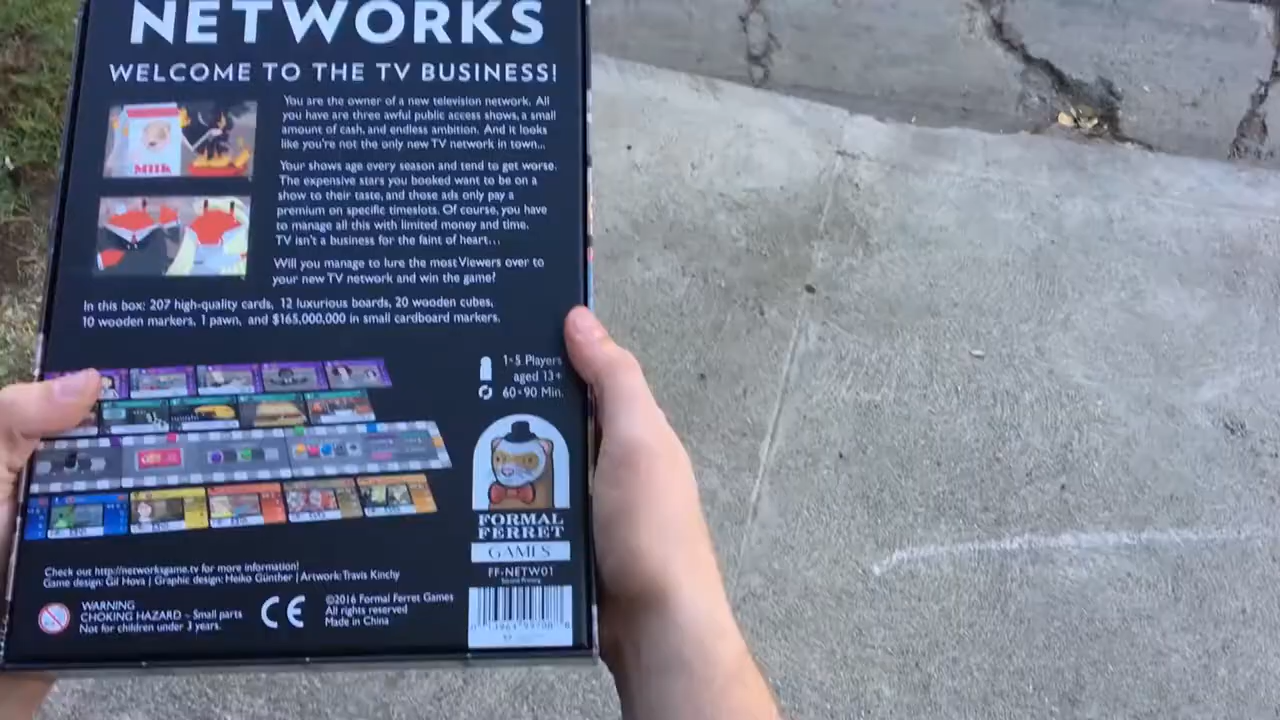 NETWORKS
WELCOME TO THE TV BUSINESS!
You are the owner of a new television network. All
you have are three awful public access shows, a small
amount of cash, and endless ambition. And it looks
like you're not the only new TV network in town...
Your shows age every season and tend to get worse.
The expensive stars you booked want to be on a
show to their taste, and those ads only pay a
premium on specific timeslots. Of course, you have
to manage all this with limited money and time.
TV isn't a business for the faint of heart...
Will you manage to lure the most Viewers over to
your new TV network and win the game?
MILK
In this box: 207 high-quality cards, 12 luxurious boards, 20 wooden cubes,
10 wooden markers, 1 pawn, and $165,000,000 in small cardboard markers.
1-5 Players
aged 13+
60-90 Min.
FORMAL
FERRET
GAMES
FF-NETW01
Second Printing
Check out http://networksgame.tv for more information!
Game design: Gil Hova | Graphic design: Heiko Günther | Artwork: Travis Kinchy
WARNING
CHOKING HAZARD - Small parts
Not for children under 3 years.
CE
©2016 Formal Ferret Games
All rights reserved
Made in China